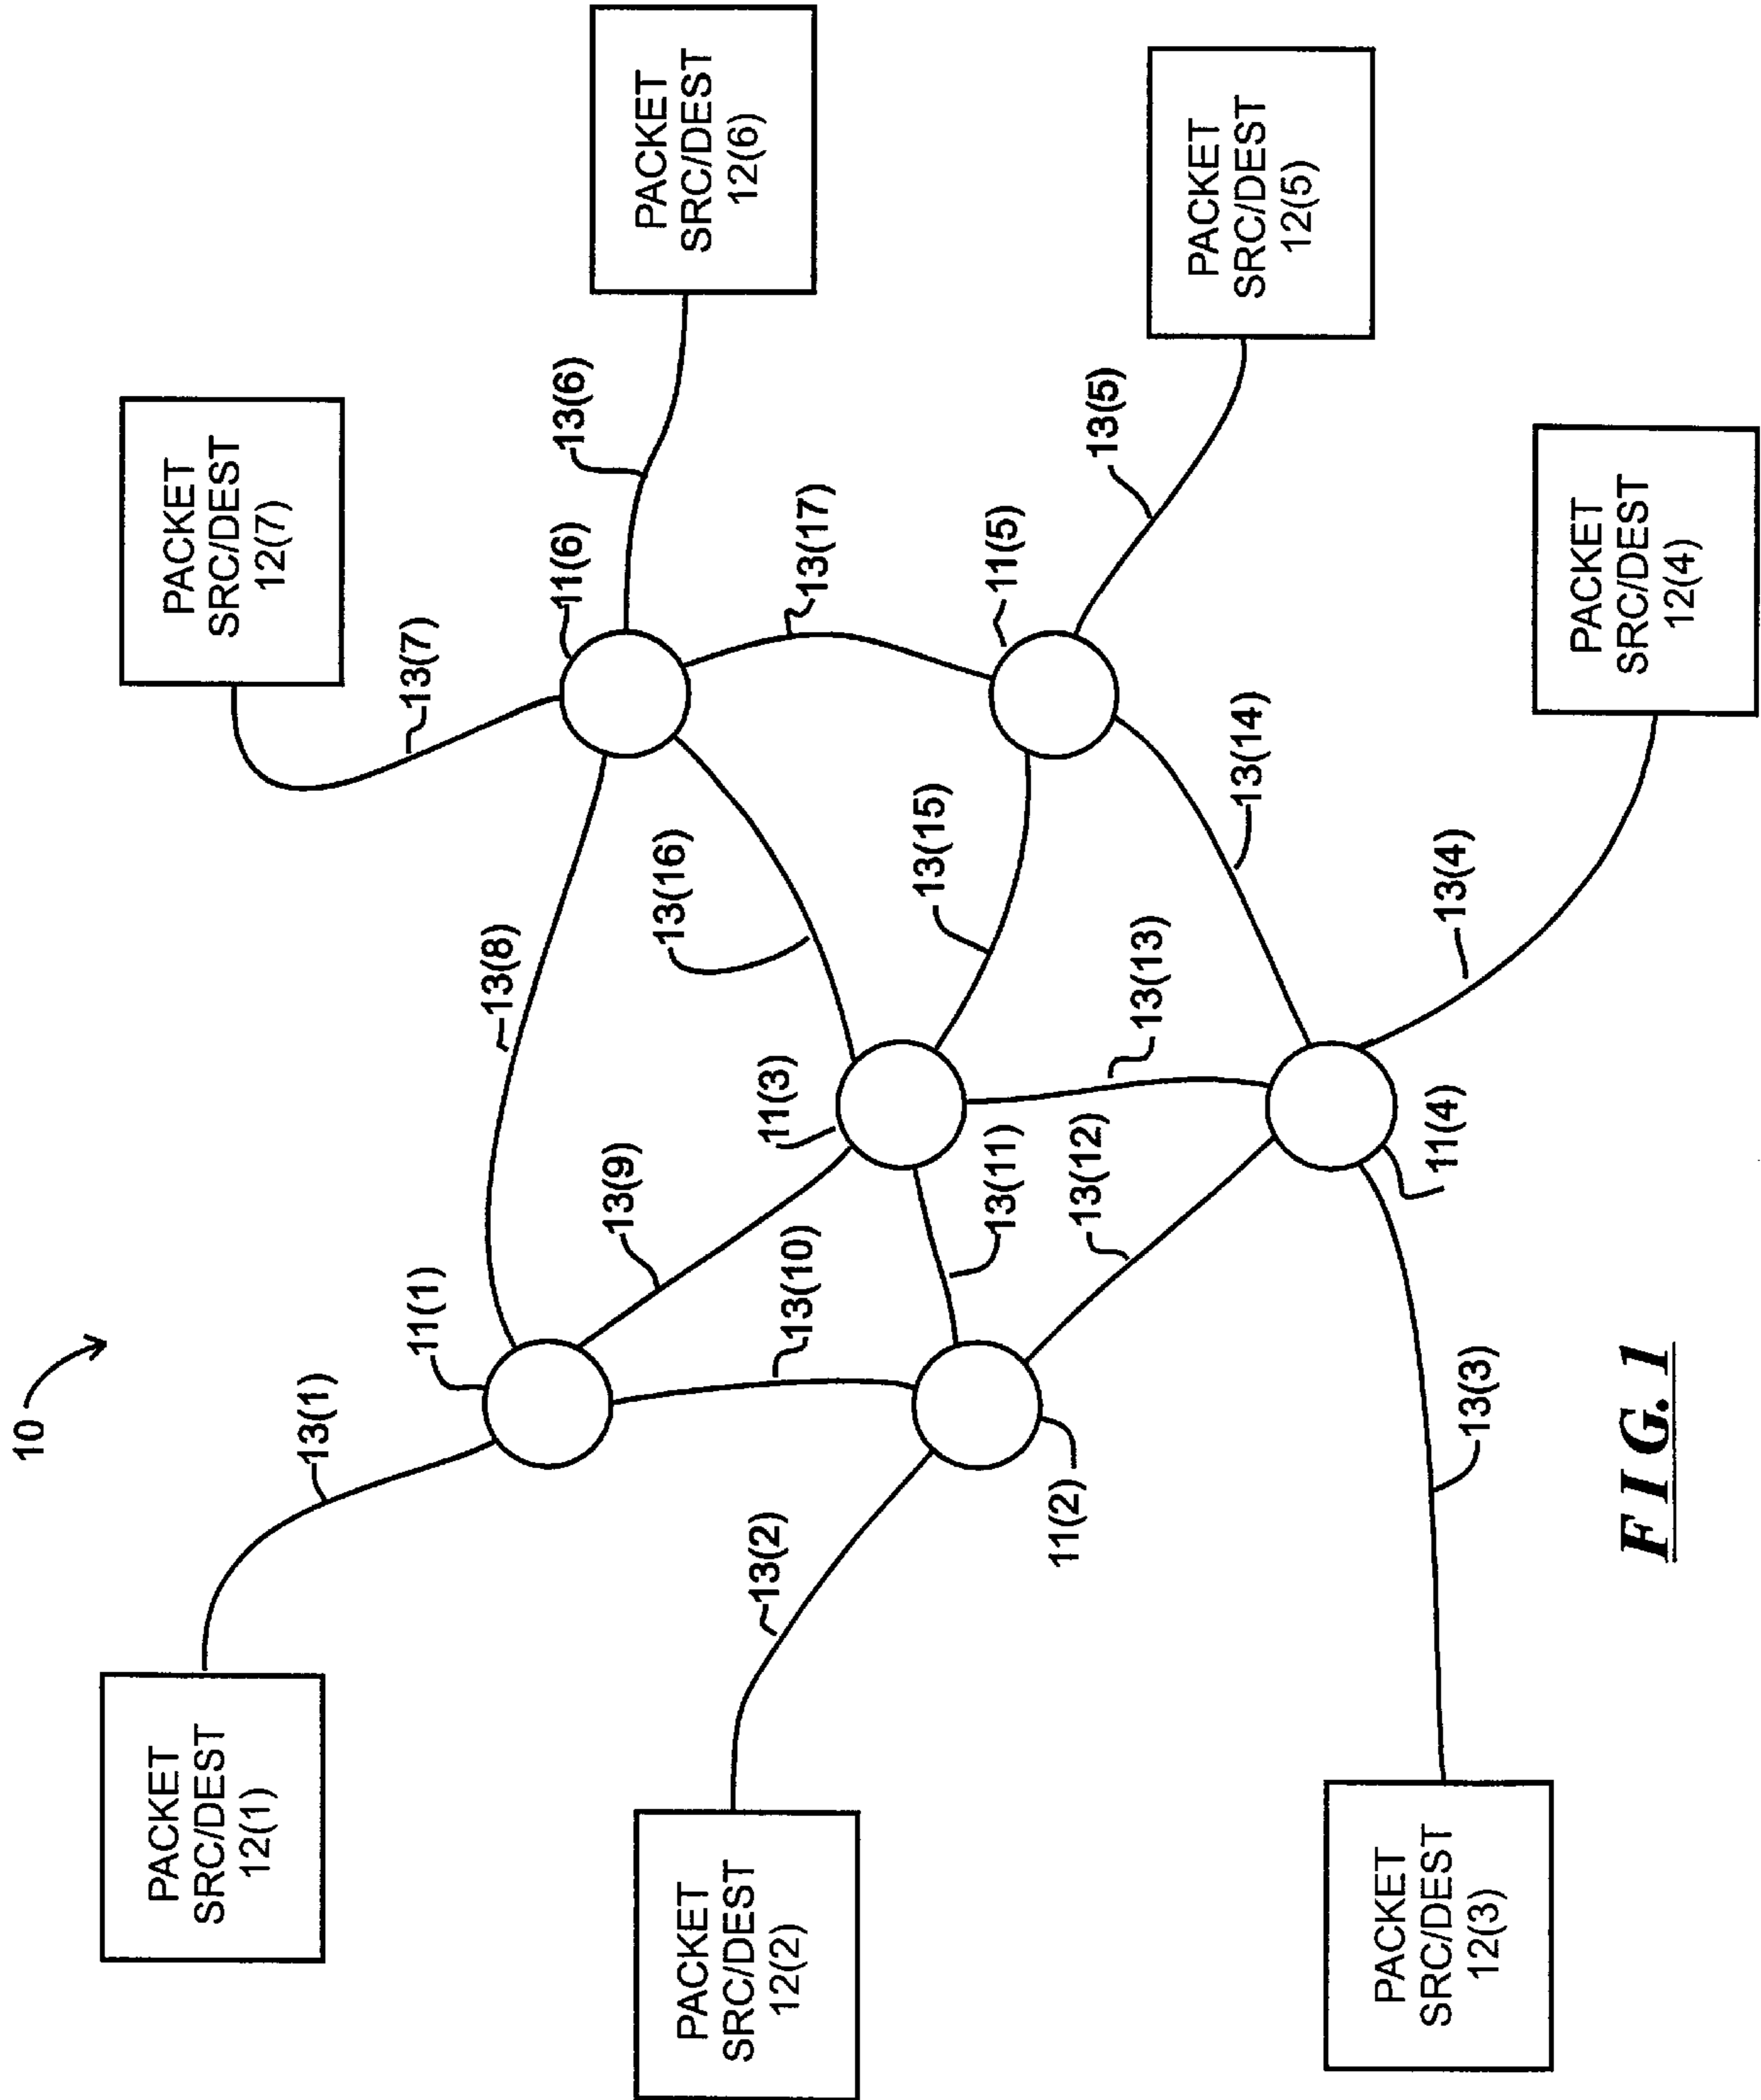 10
PACKET
SRC/DEST
12(1)
13(1)
11(1)
13(8)
13(7)
PACKET
SRC/DEST
12(7)
13(9)
13(10)
13(16)
11(6)
13(6)
PACKET
SRC/DEST
12(6)
PACKET
SRC/DEST
12(2)
13(2)
11(2)
13(11)
11(3)
13(15)
13(17)
11(5)
13(12)
13(13)
13(14)
13(5)
PACKET
SRC/DEST
12(5)
PACKET
SRC/DEST
12(3)
13(3)
11(4)
13(4)
PACKET
SRC/DEST
12(4)
FIG. 1